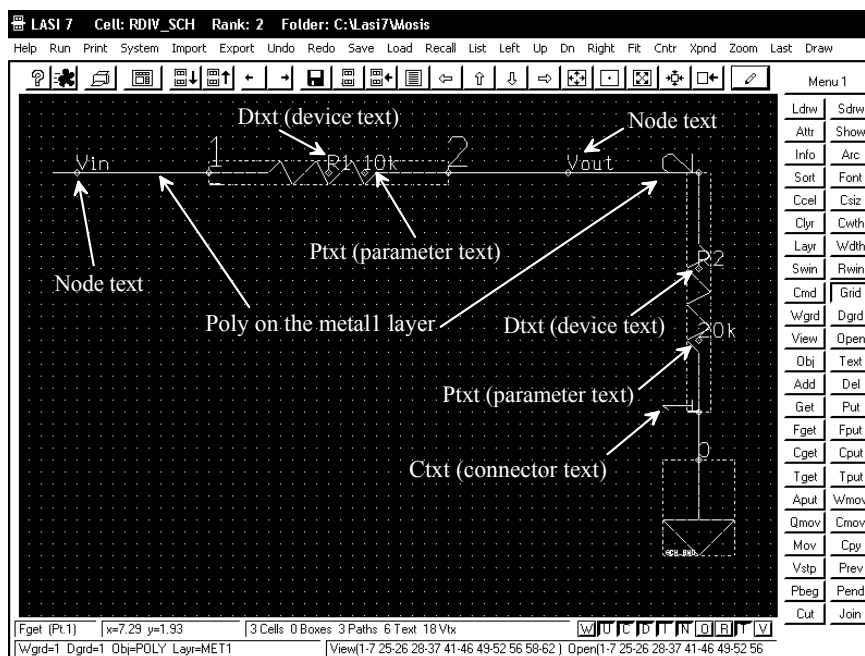 LASI 7 Cell: RDIV_SCH Rank: 2 Folder: C:\Lasi7\Mosis
Help Run Print System Import Export Undo Redo Save Load Recall List Left Up Dn Right Fit Cntr Xpnd Zoom Last Draw
Menu 1
Dtxt (device text)
Node text
Vin
1
R1
10k
2
Vout
2
Ptxt (parameter text)
Node text
R2
Poly on the metal1 layer
Dtxt (device text)
20k
Ptxt (parameter text)
1
Ctxt (connector text)
0
SCH_GND
Ldrw Sdrw
Attr Show
Info Arc
Sort Font
Ccel Csiz
Clyr Cwth
Layr Wdth
Swin Rwin
Cmd Grid
Wgrd Dgrd
View Open
Obj Text
Add Del
Get Put
Fget Fput
Cget Cput
Tget Tput
Aput Wmov
Qmov Cmov
Mov Cpy
Vstp Prev
Pbeg Pend
Cut Join
Fget (Pt.1) x=7.29 y=1.93 3 Cells 0 Boxes 3 Paths 6 Text 18 Vtx W U C D I N O R T V
Wgrd=1 Dgrd=1 Obj=POLY Layr=MET1 View(1-7 25-26 28-37 41-46 49-52 56 58-62 ) Open(1-7 25-26 28-37 41-46 49-52 56